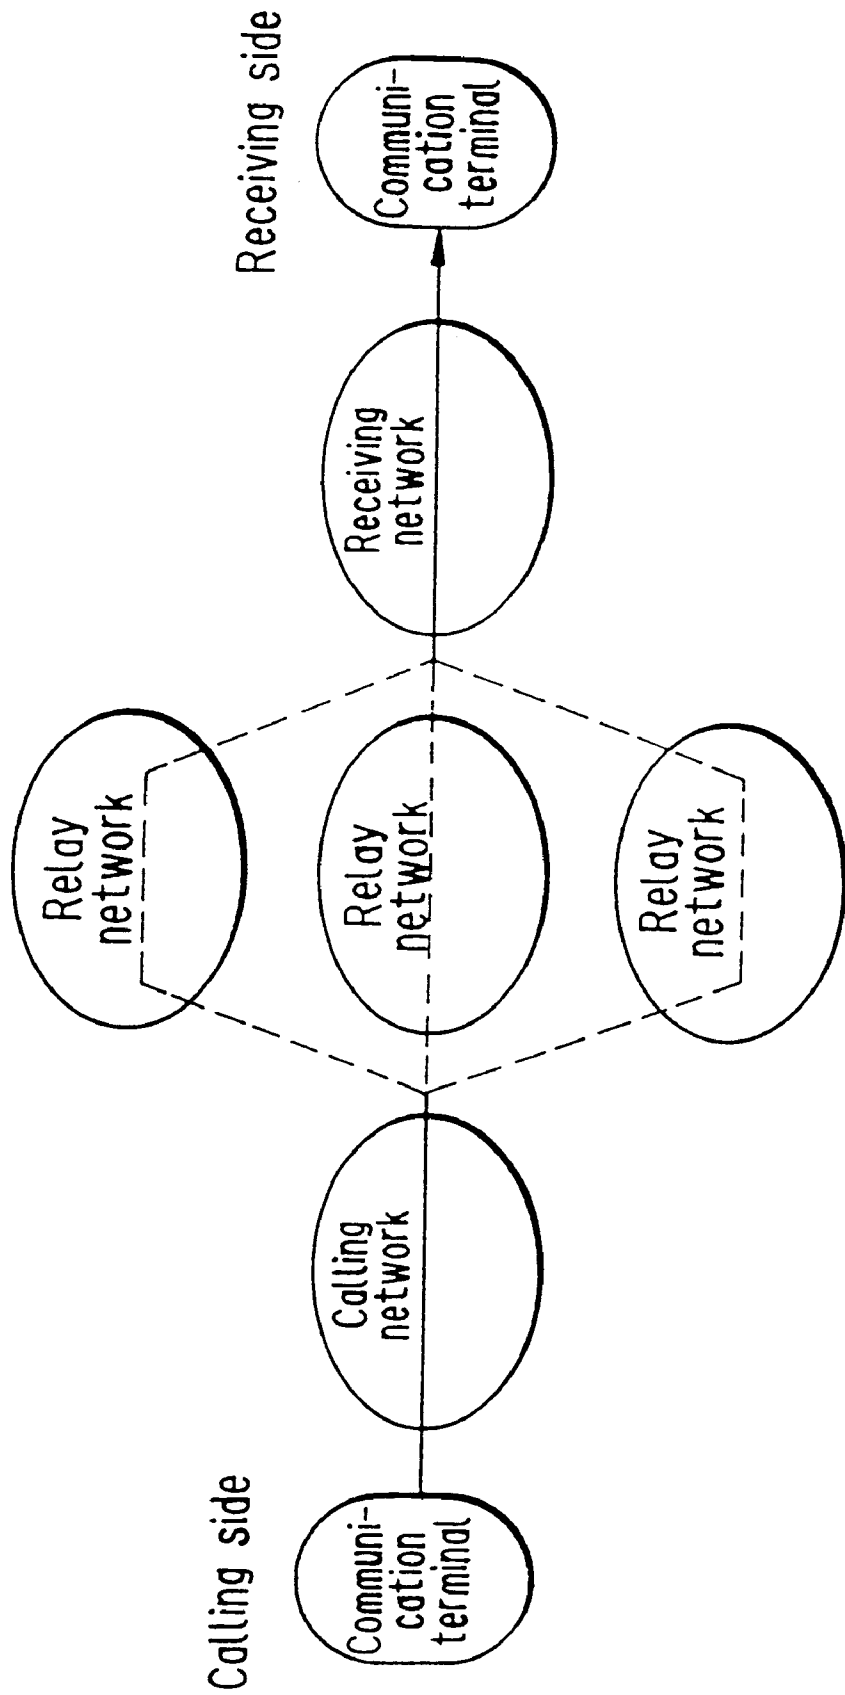 Calling side
Communi-
cation
terminal
Calling
network
Relay
network
Relay
network
Relay
network
Receiving
network
Receiving side
Communi-
cation
terminal